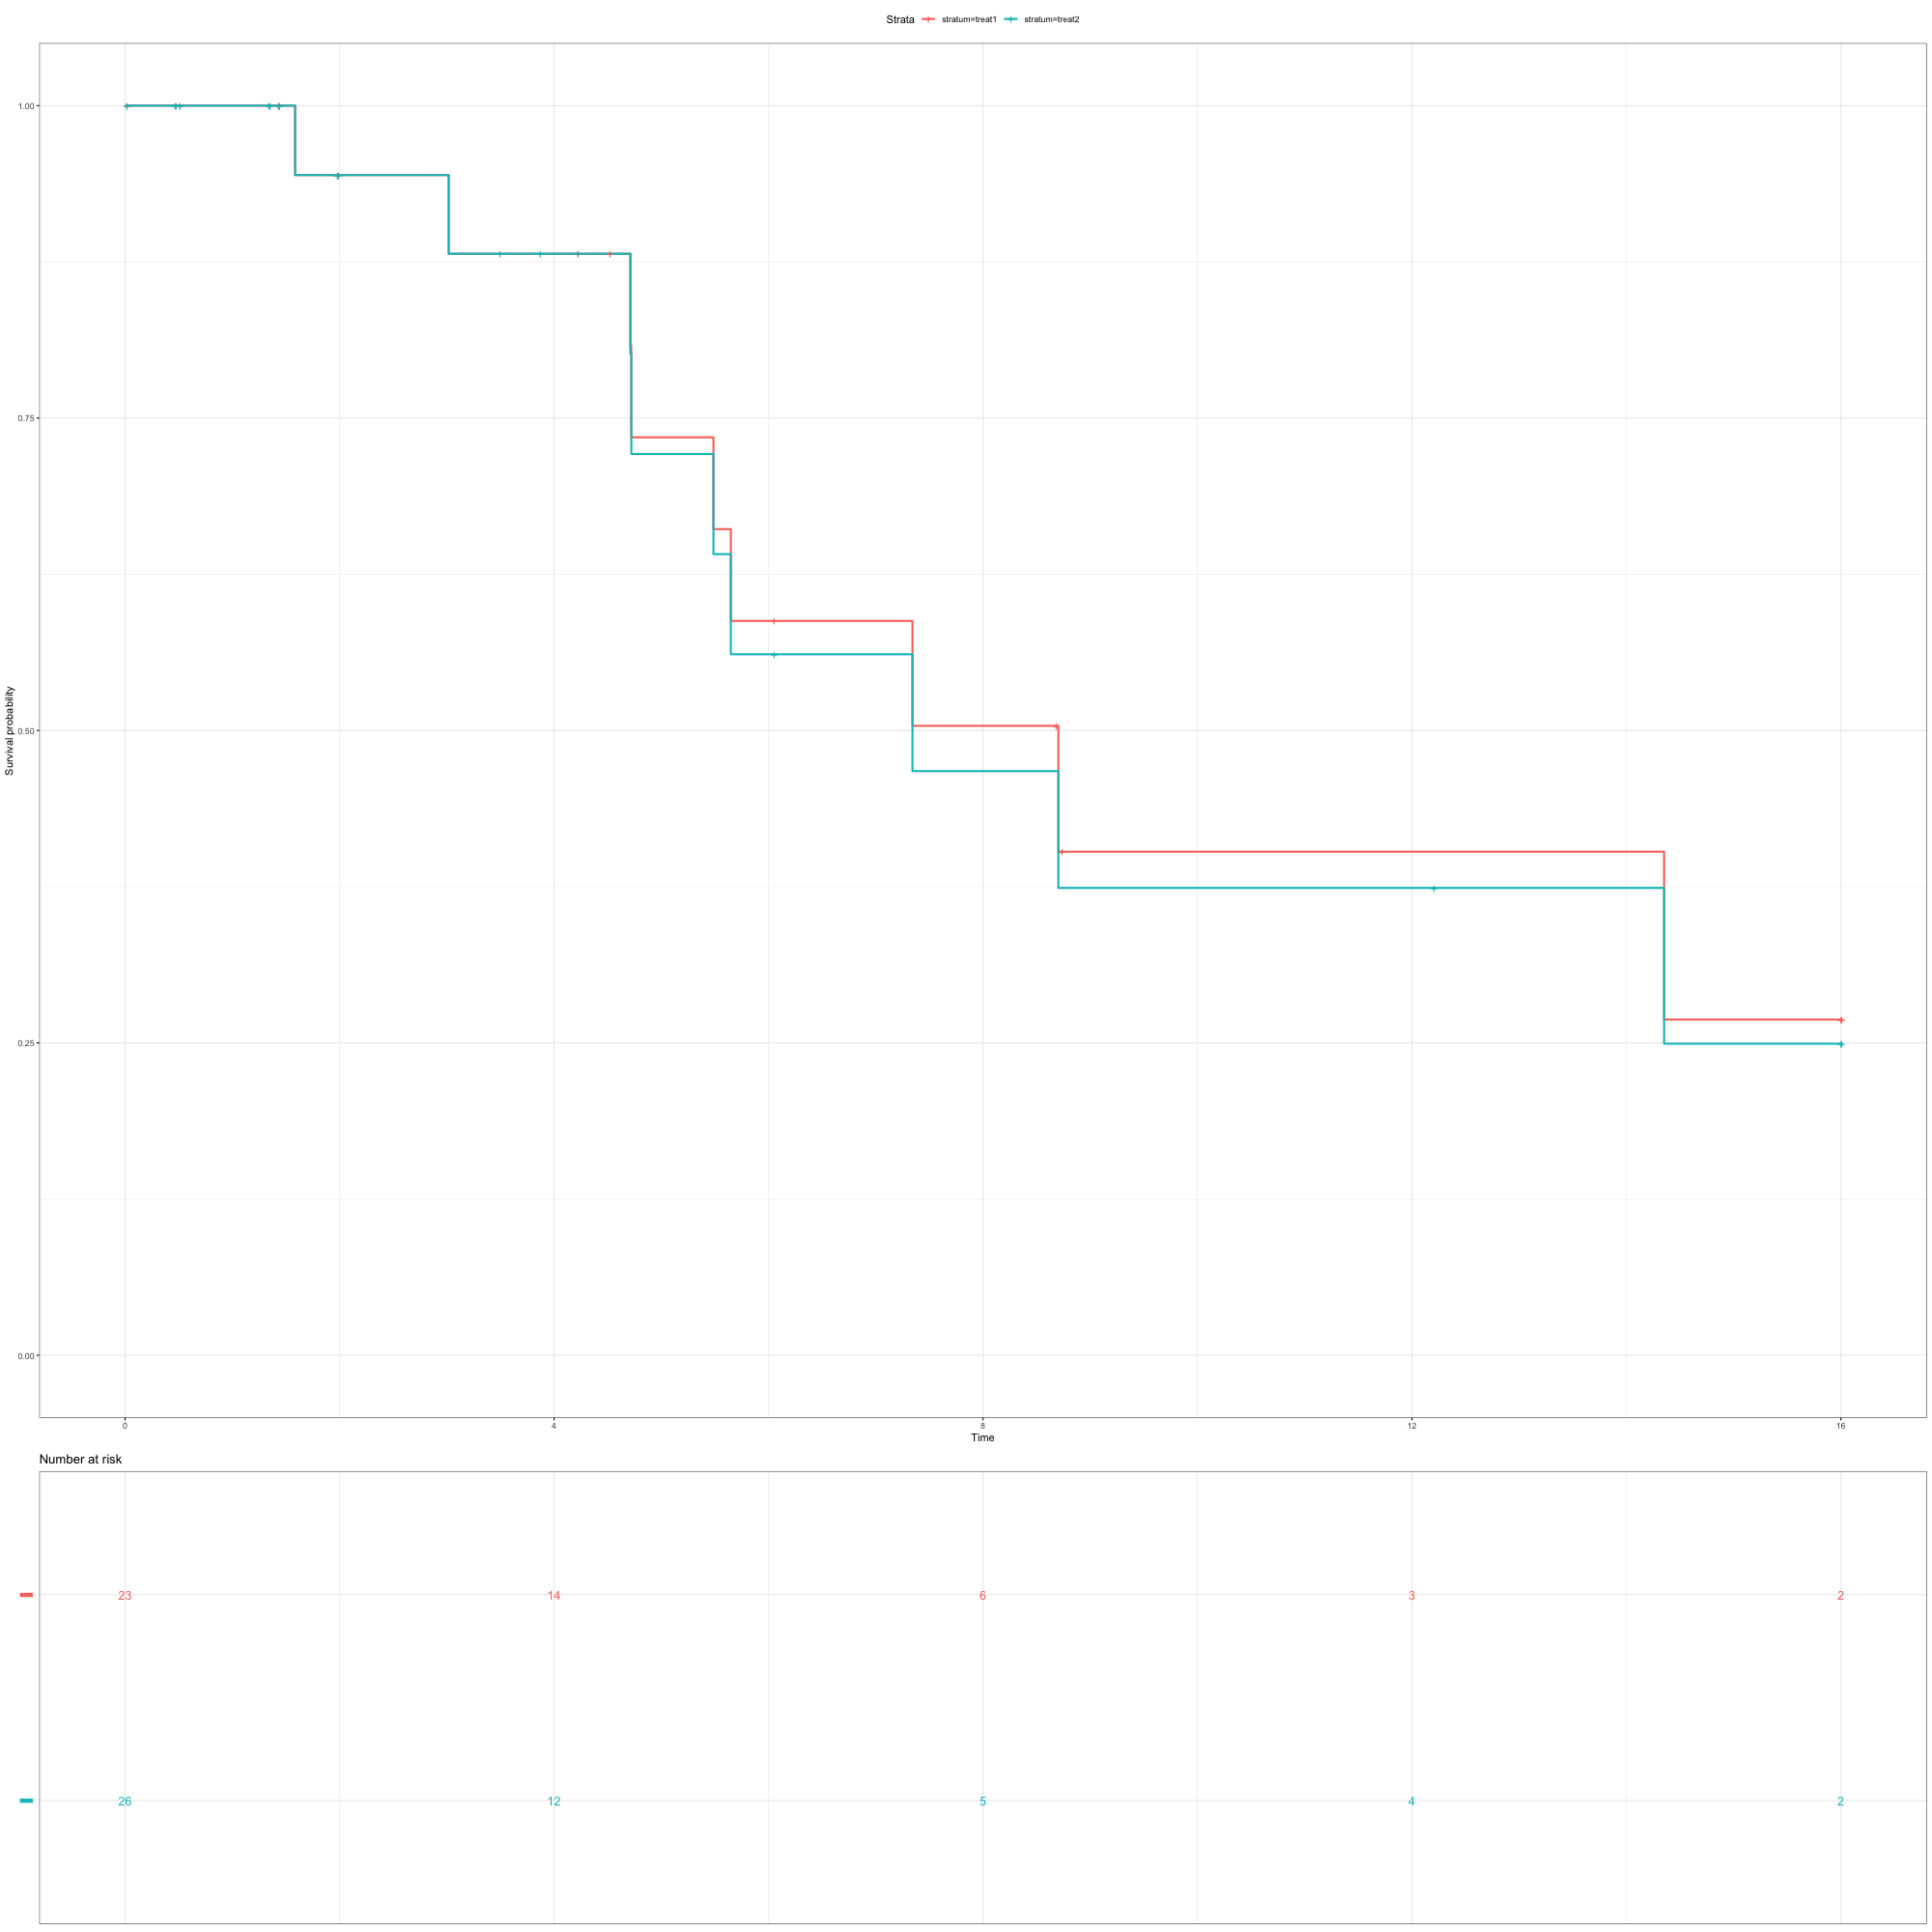 Strata stratum=treat1 stratum=treat2
1.00
0.75
0.50
0.25
0.00
Survival probability
0 4 8 12 16
Time
Number at risk
23 14 6 3 2
26 12 5 4 2